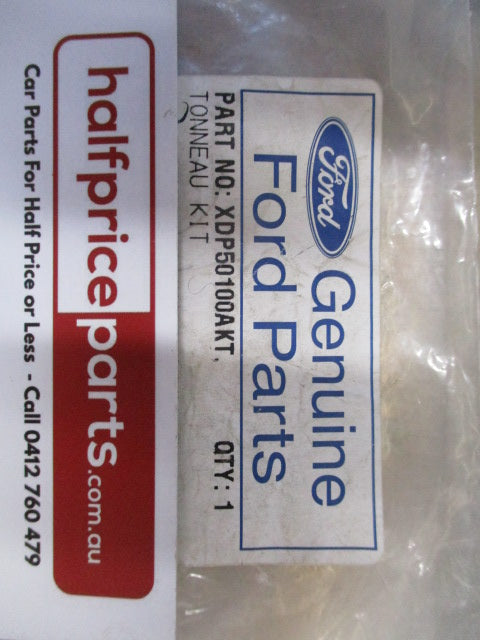 Ford
Genuine
Ford Parts
PART NO: XDP50100AKT, QTY: 1
TONNEAU KIT
halfpriceparts.com.au
Car Parts For Half Price or Less - Call 0412 760 479